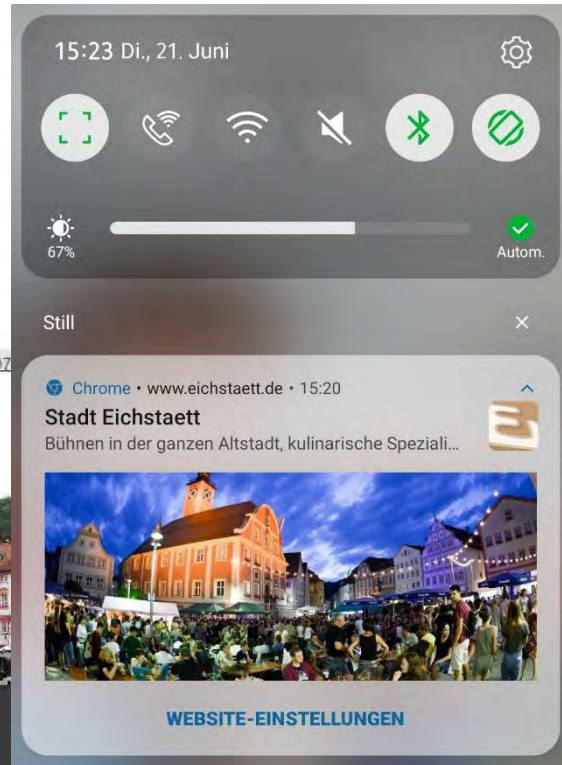 15:23 Di., 21. Juni
67%
Autom.
Still
Chrome • www.eichstaett.de • 15:20
Stadt Eichstaett
Bühnen in der ganzen Altstadt, kulinarische Speziali...
WEBSITE-EINSTELLUNGEN